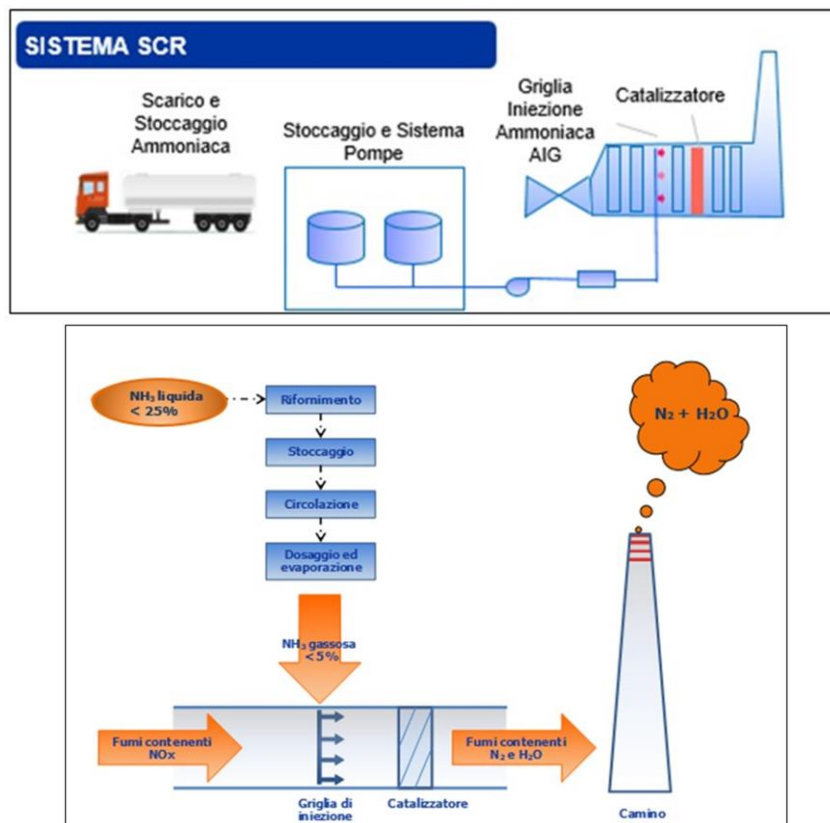 SISTEMA SCR
Scarico e
Stoccaggio
Ammoniaca
Stoccaggio e Sistema
Pompe
Griglia
Iniezione
Ammoniaca
AIG
Catalizzatore
NH₃ liquida
< 25%
Rifornimento
Stoccaggio
Circolazione
Dosaggio ed
evaporazione
NH₃ gassosa
<5%
N₂ + H₂O
Fumi contenenti
NOx
Fumi contenenti
N₂ e H₂O
Griglia di
iniezione
Catalizzatore
Camino